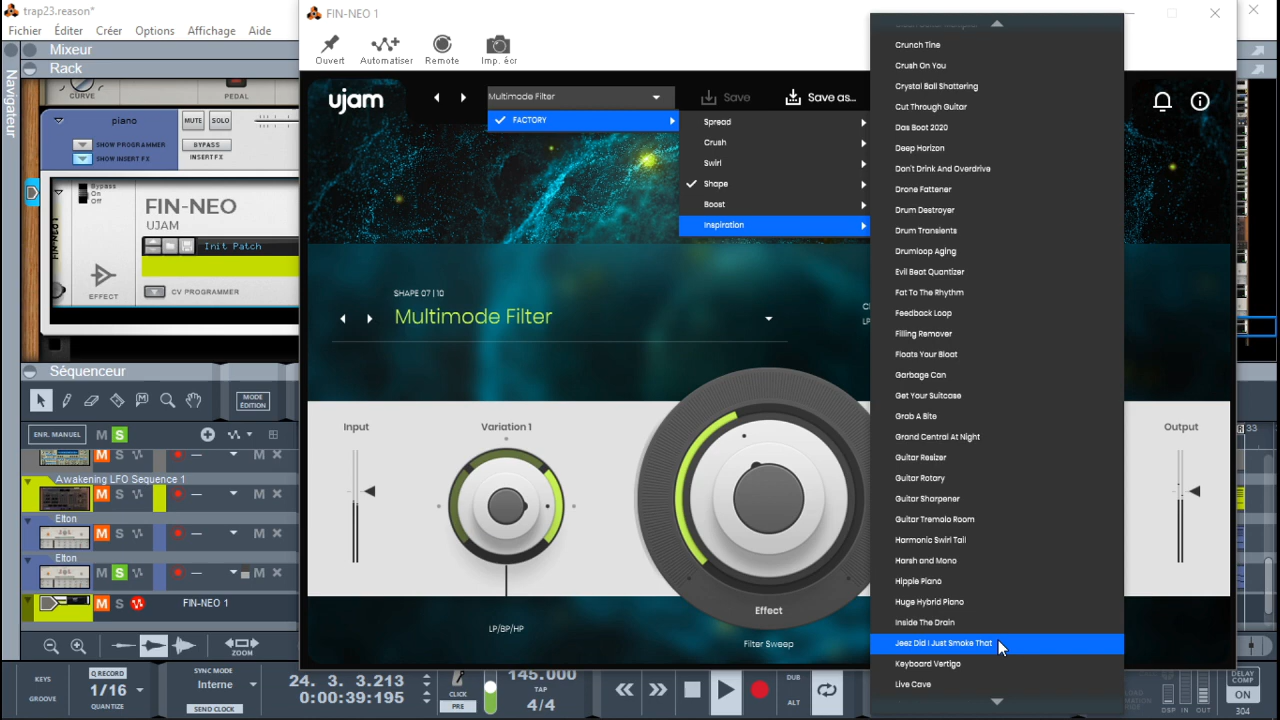 trap23.reason*
FIN-NEO 1
Fichier Éditer Créer Options Affichage Aide
Ouvert Automatiser Remote Imp. écr
Navigateur
Mixeur
Rack
CURVE PEDAL
piano
MUTE SOLO
SHOW PROGRAMMER
SHOW INSERT FX
BYPASS
INSERT FX
Bypass
On
Off
FIN-NEO
UJAM
Init Patch
EFFECT
CV PROGRAMMER
ujam
Multimode Filter
Save
Save as...
FACTORY
Spread
Crush
Swirl
Shape
Boost
Inspiration
Crunch Tine
Crush On You
Crystal Ball Shattering
Cut Through Guitar
Das Boot 2020
Deep Horizon
Don't Drink And Overdrive
Drone Fattener
Drum Destroyer
Drum Transients
Drumloop Aging
Evil Beat Quantizer
Fat To The Rhythm
Feedback Loop
Filling Remover
Floats Your Bloat
Garbage Can
Get Your Suitcase
Grab A Bite
Grand Central At Night
Guitar Resizer
Guitar Rotary
Guitar Sharpener
Guitar Tremolo Room
Harmonic Swirl Tail
Harsh and Mono
Hippie Piano
Huge Hybrid Piano
Inside The Drain
Jeez Did I Just Smoke That
Keyboard Vertigo
Live Cave
SHAPE 07 | 10
Multimode Filter
Input
Variation 1
LP/BP/HP
Effect
Filter Sweep
Output
Séquenceur
MODE
ÉDITION
ENR. MANUEL
M S
33
M S M
Awakening LFO Sequence 1
M S M
Elton
M S M
Elton
M S M
M S FIN-NEO 1
KEYS
GROOVE
Q RECORD
1/16
QUANTIZE
SYNC MODE
Interne
SEND CLOCK
24. 3. 3.213
0:00:39:195
CLICK
PRE
145.000
TAP
4/4
DUB
ALT
DSP IN OUT
DELAY
COMP
ON
304